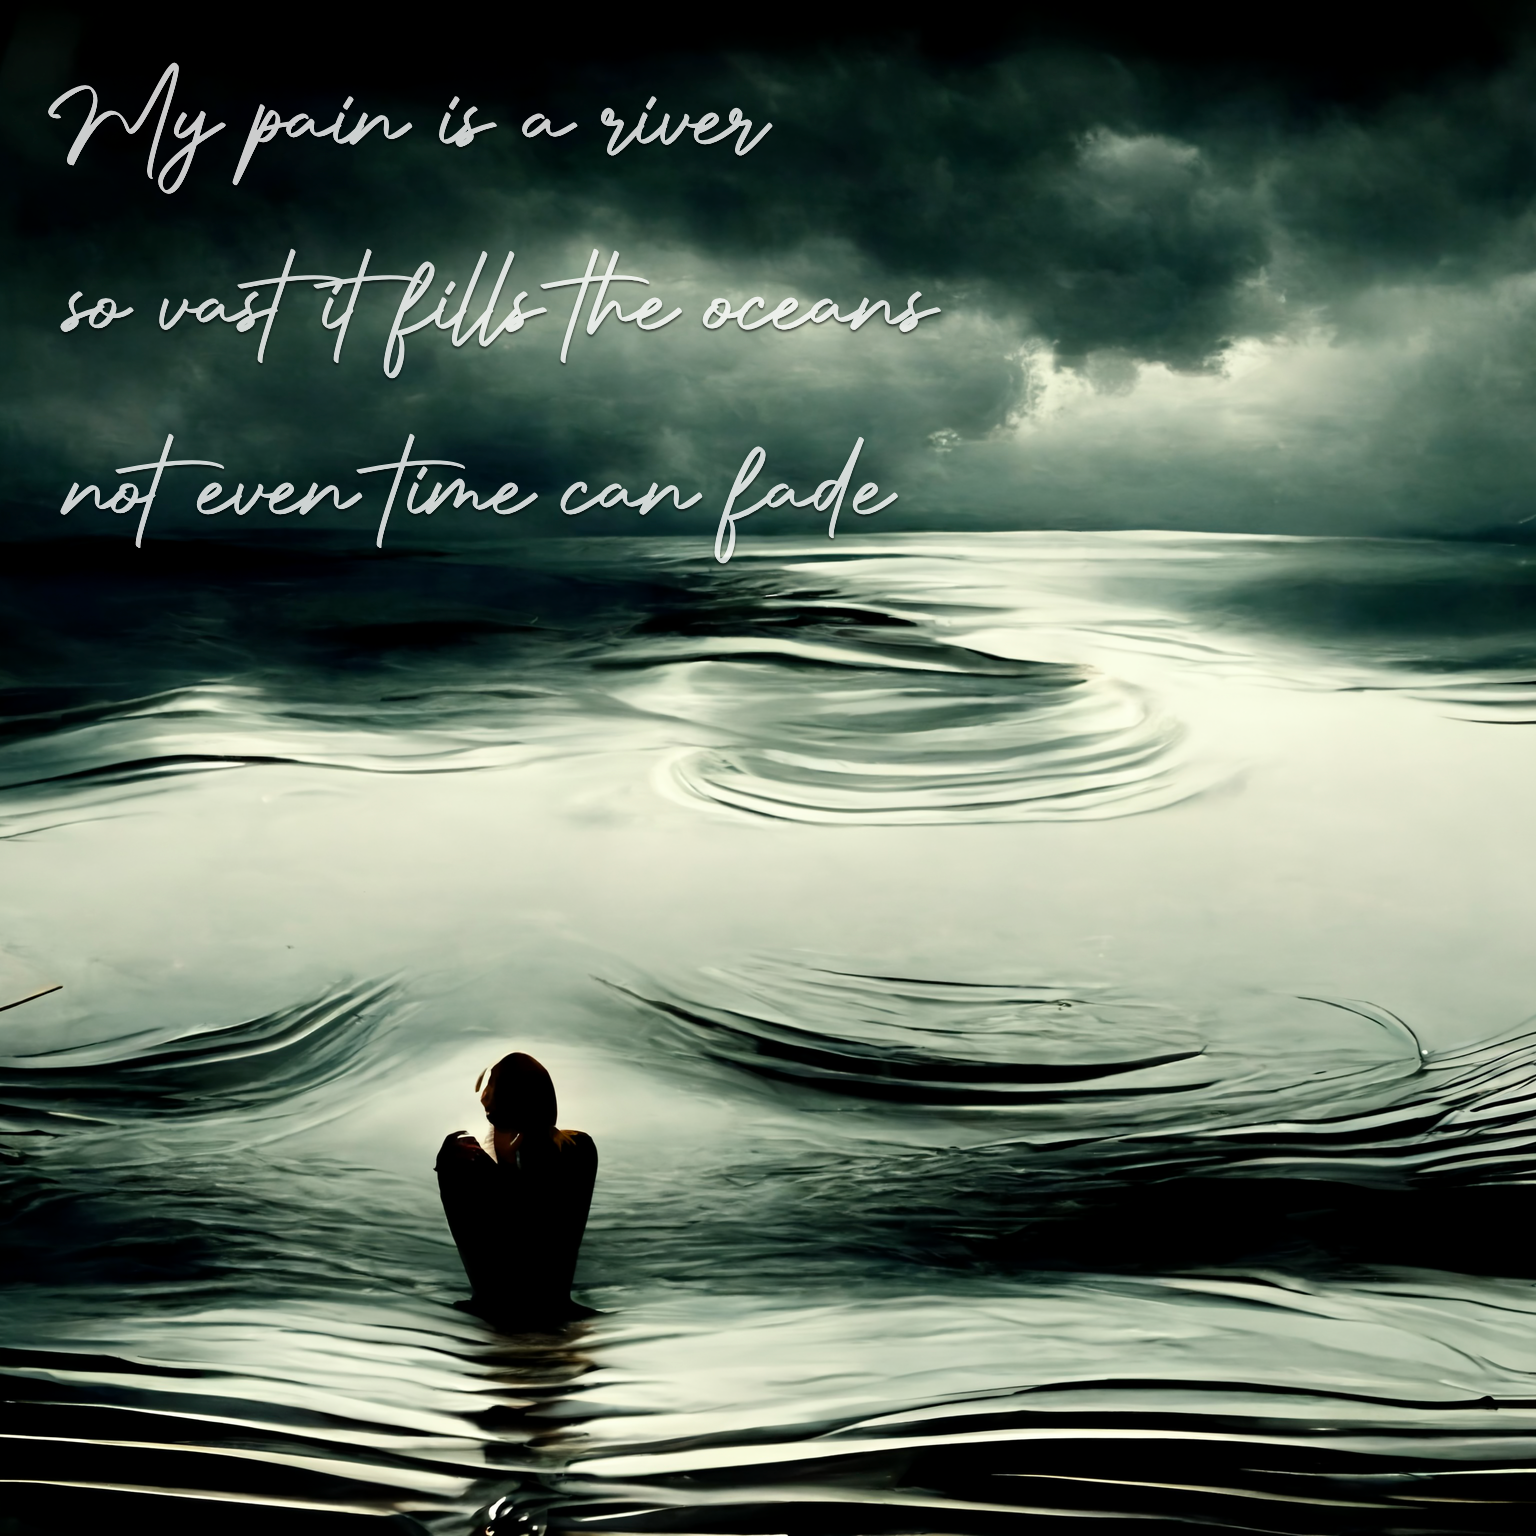 My pain is a river
so vast it fills the oceans
not even time can fade